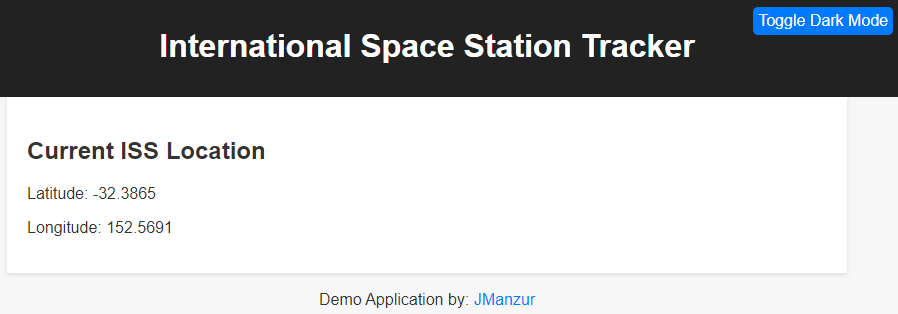 Toggle Dark Mode
International Space Station Tracker
Current ISS Location
Latitude: -32.3865
Longitude: 152.5691
Demo Application by: JManzur